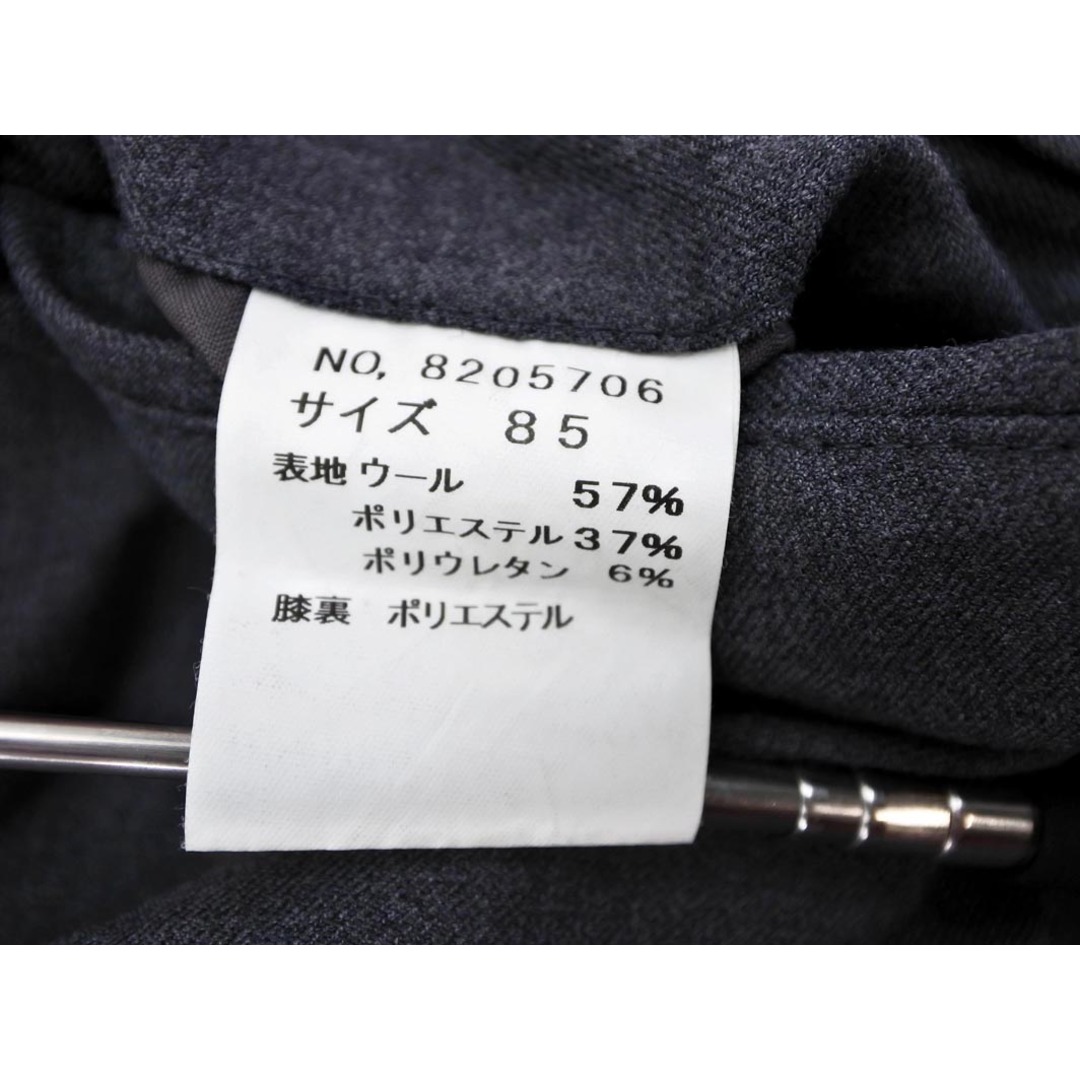 NO, 8205706
サイズ 85
表地 ウール 57%
ポリエステル 37%
ポリウレタン 6%
膝裏 ポリエステル